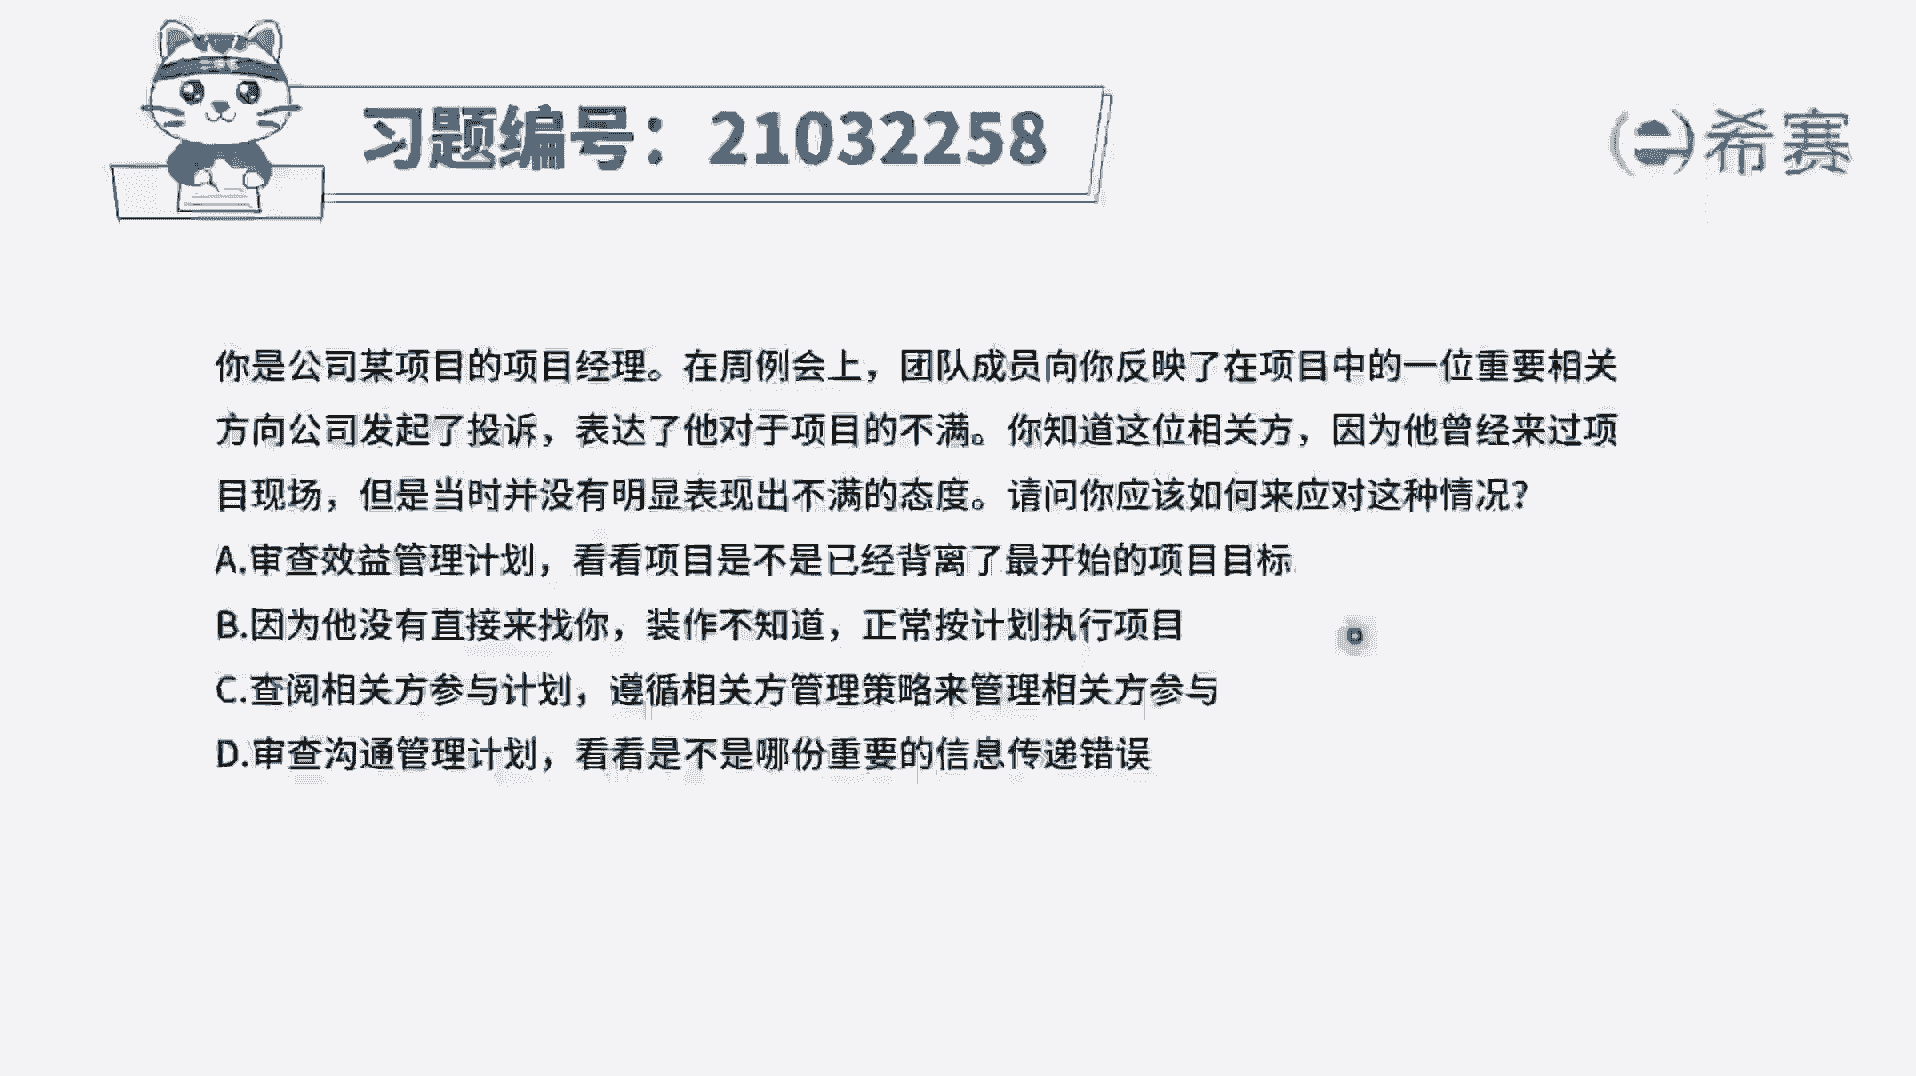 习题编号：21032258
希赛
你是公司某项目的项目经理。在周例会上，团队成员向你反映了在项目中的一位重要相关
方向公司发起了投诉，表达了他对于项目的不满。你知道这位相关方，因为他曾经来过项
目现场，但是当时并没有明显表现出不满的态度。请问你应该如何来应对这种情况？
A.审查效益管理计划，看看项目是不是已经背离了最开始的项目目标
B.因为他没有直接来找你，装作不知道，正常按计划执行项目
C.查阅相关方参与计划，遵循相关方管理策略来管理相关方参与
D.审查沟通管理计划，看看是不是哪份重要的信息传递错误